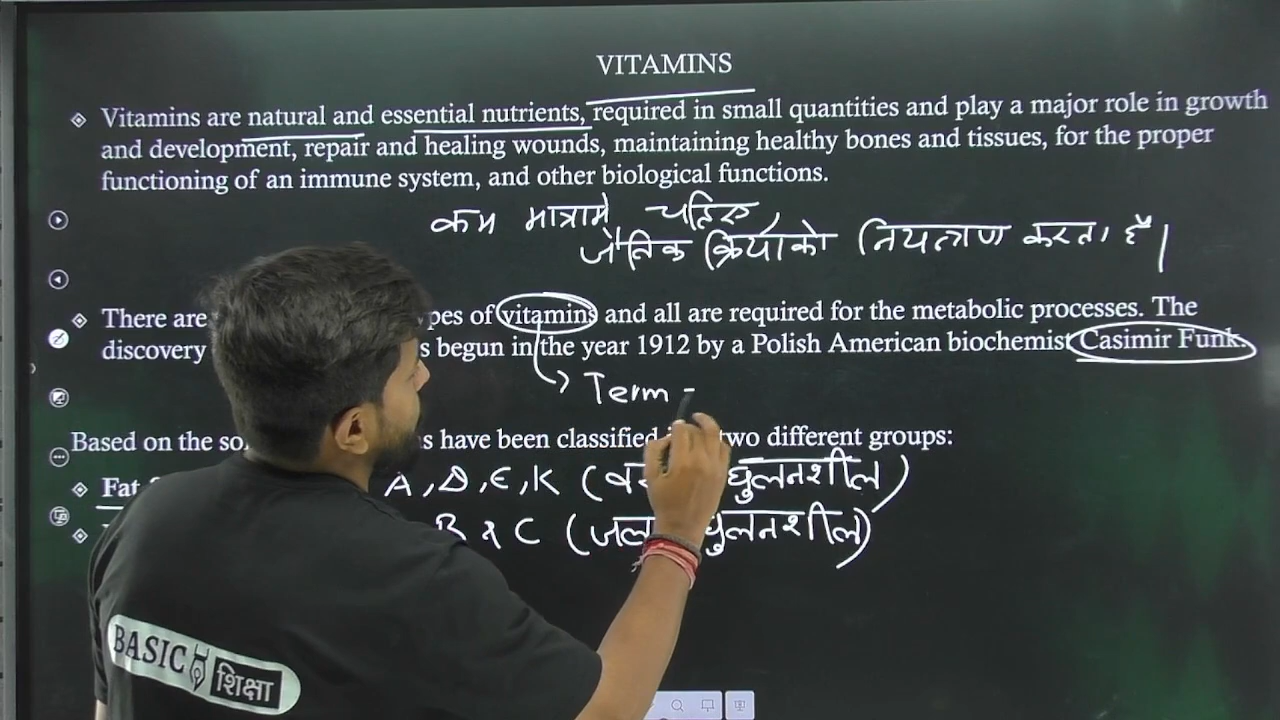 VITAMINS
Vitamins are natural and essential nutrients, required in small quantities and play a major role in growth
and development, repair and healing wounds, maintaining healthy bones and tissues, for the proper
functioning of an immune system, and other biological functions.
कम मात्रामे चाहिए,
जैविक क्रियाको नियन्त्राण करता है।
There are pes of vitamins and all are required for the metabolic processes. The
discovery s begun in the year 1912 by a Polish American biochemist Casimir Funk.
Term -
Based on the so s have been classified two different groups:
Fat A, D, E, K ( घुलनशील)
B & C (जल घुलनशील)
BASIC शिक्षा